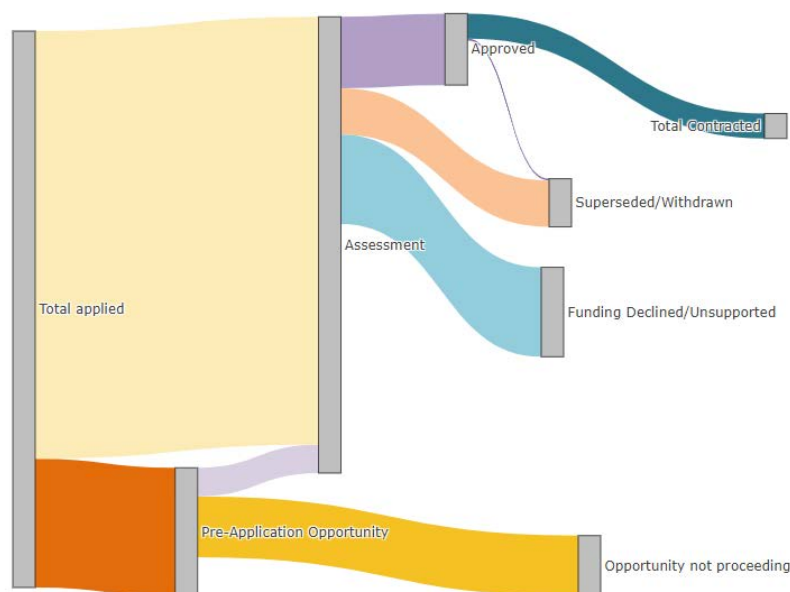 Approved
Total Contracted
Superseded/Withdrawn
Assessment
Total applied
Funding Declined/Unsupported
Pre-Application Opportunity
Opportunity not proceeding